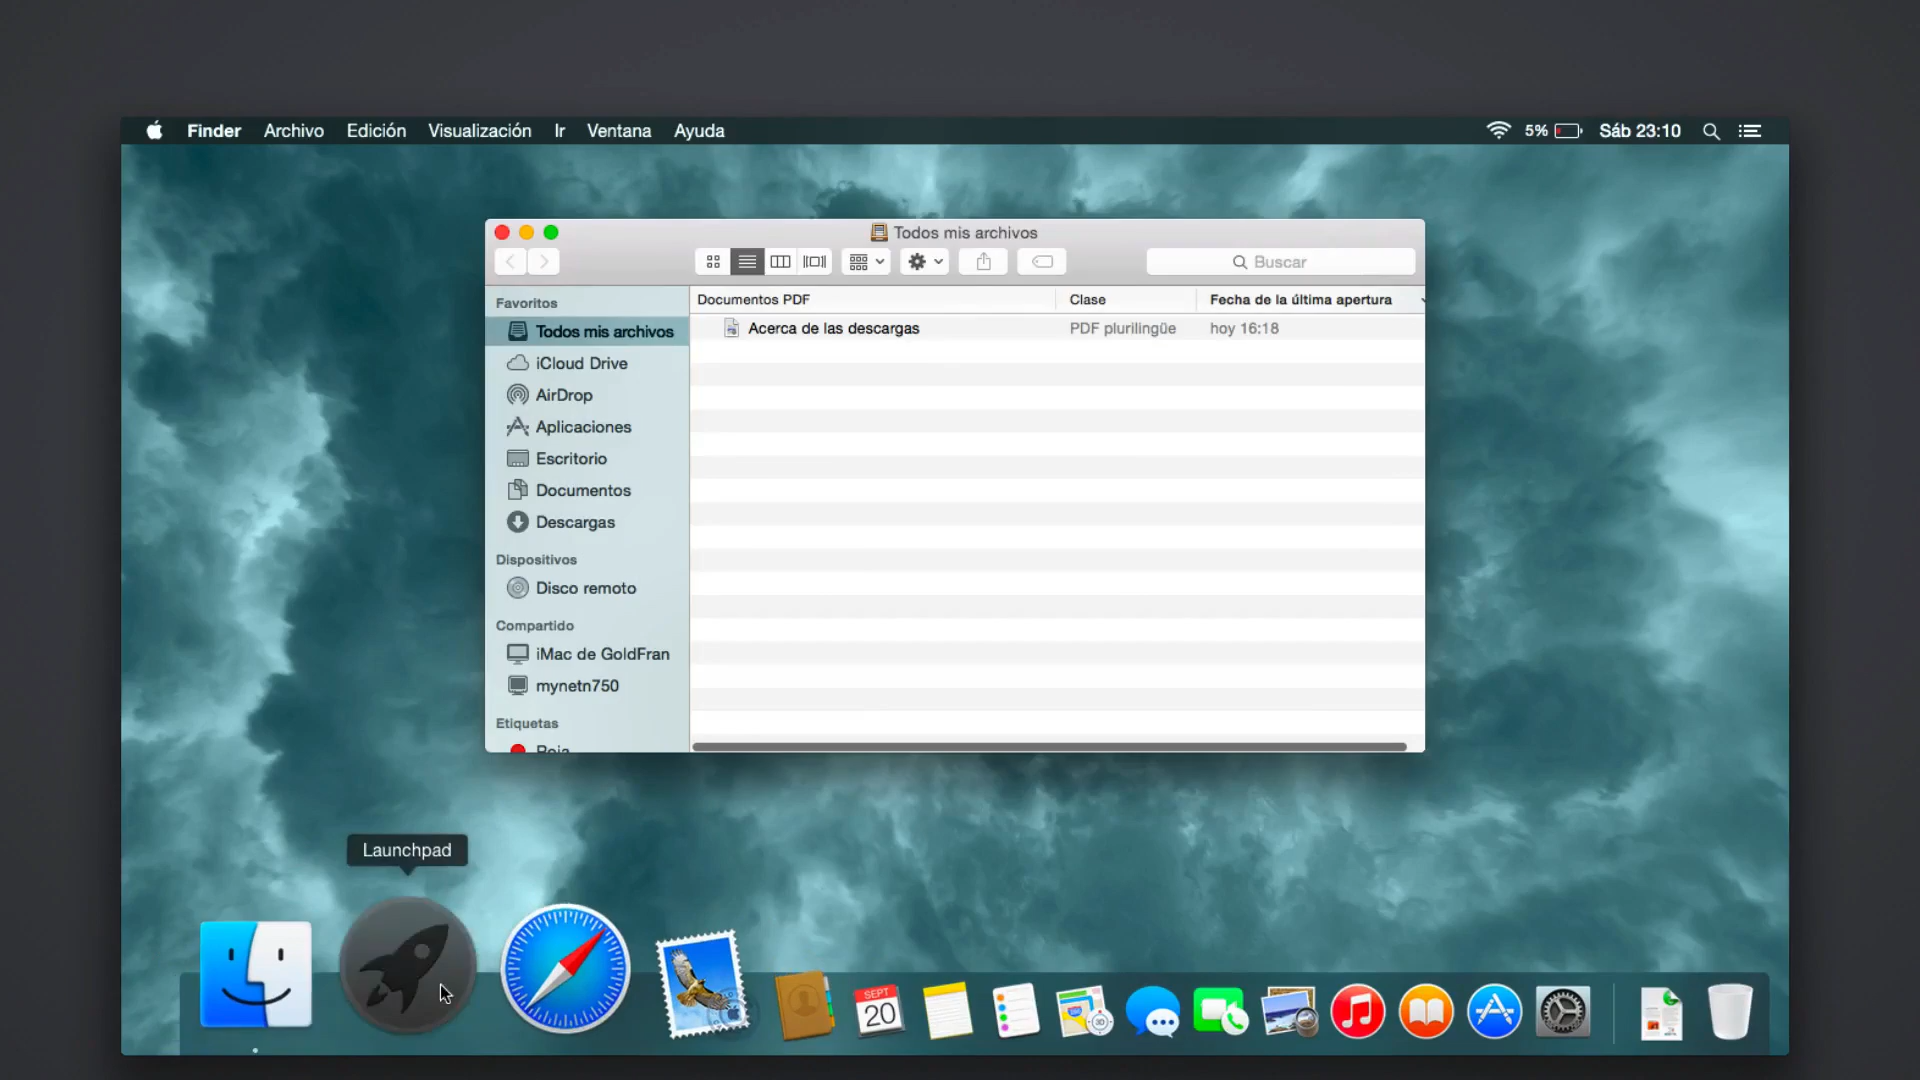 Finder Archivo Edición Visualización Ir Ventana Ayuda 5% Sáb 23:10
Todos mis archivos
Buscar
Favoritos
Todos mis archivos
iCloud Drive
AirDrop
Aplicaciones
Escritorio
Documentos
Descargas
Dispositivos
Disco remoto
Compartido
iMac de GoldFran
mynetn750
Etiquetas
Roja
Documentos PDF Clase Fecha de la última apertura
Acerca de las descargas PDF plurilingüe hoy 16:18
Launchpad
SEPT
20
3D